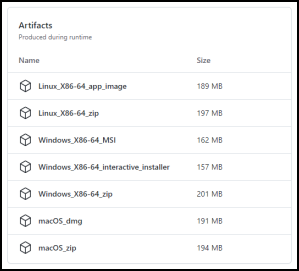 Artifacts
Produced during runtime
Name Size
Linux_X86-64_app_image 189 MB
Linux_X86-64_zip 197 MB
Windows_X86-64_MSI 162 MB
Windows_X86-64_interactive_installer 157 MB
Windows_X86-64_zip 201 MB
macOS_dmg 191 MB
macOS_zip 194 MB